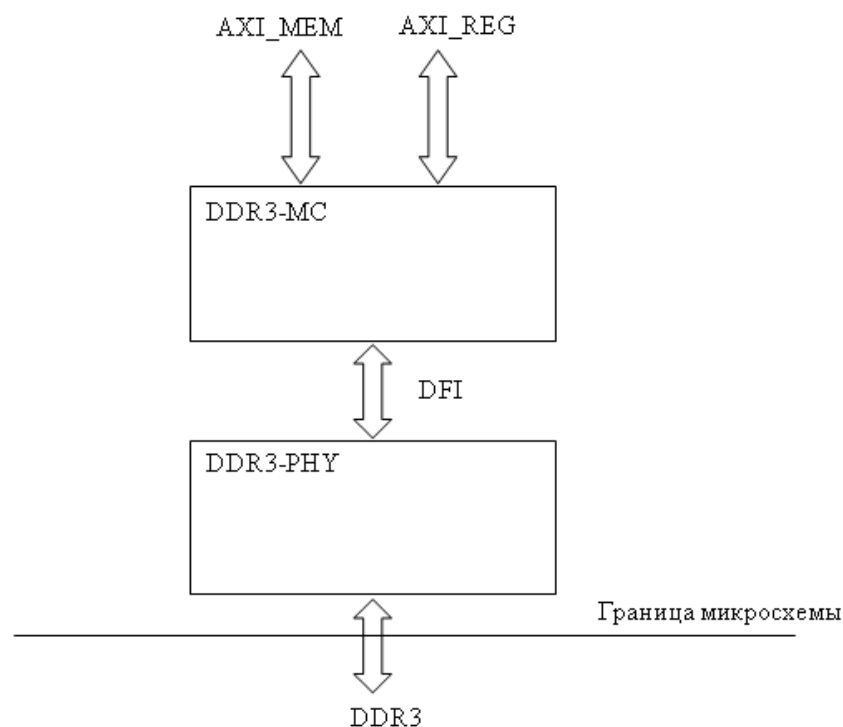 AXI_MEM AXI_REG
DDR3-MC
DFI
DDR3-PHY
Граница микросхемы
DDR3